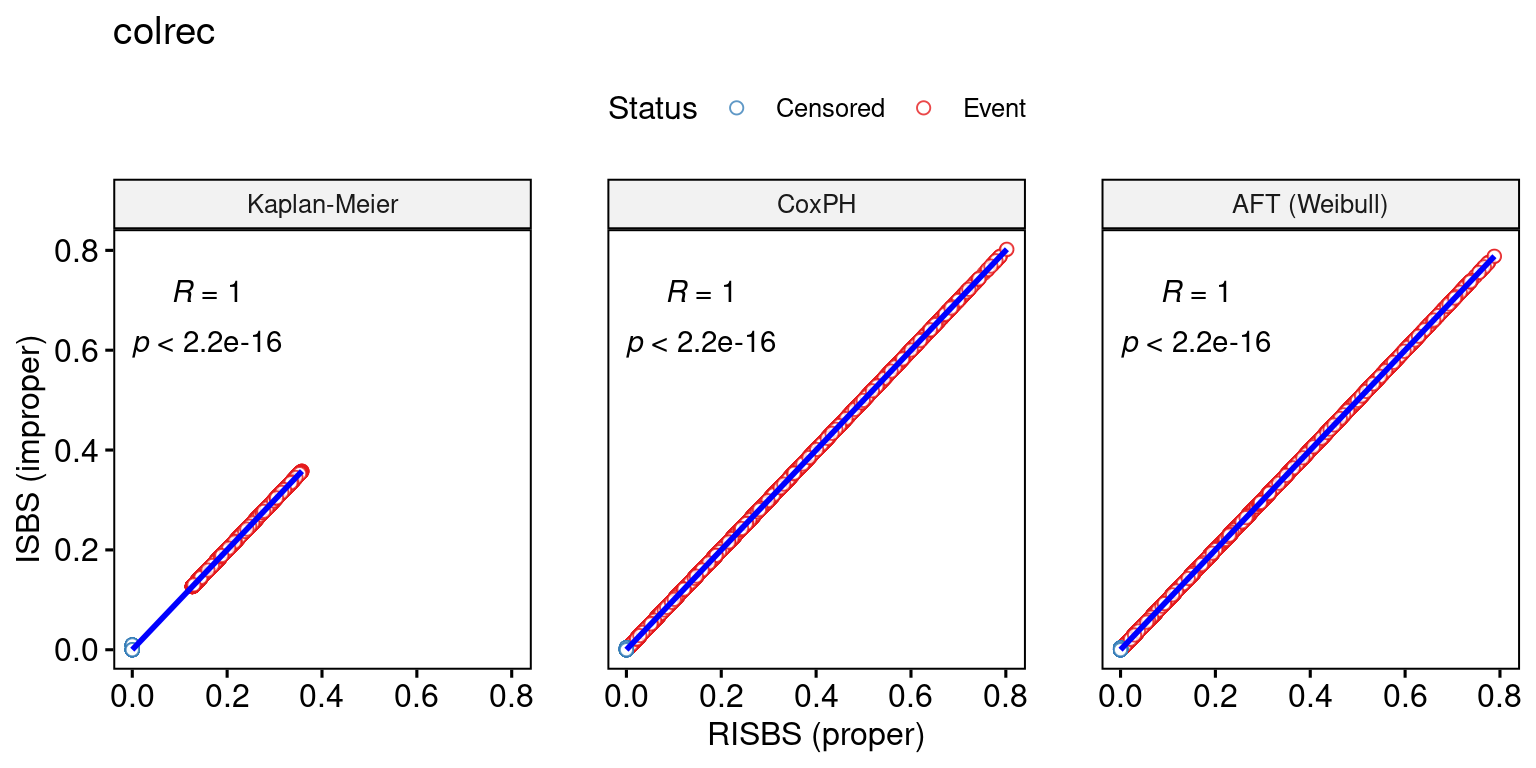 colrec
Status Censored Event
Kaplan-Meier CoxPH AFT (Weibull)
0.8
R = 1 R = 1 R = 1
p < 2.2e-16 p < 2.2e-16 p < 2.2e-16
0.6
ISBS (improper)
0.4
0.2
0.0
0.0 0.2 0.4 0.6 0.8 0.0 0.2 0.4 0.6 0.8 0.0 0.2 0.4 0.6 0.8
RISBS (proper)